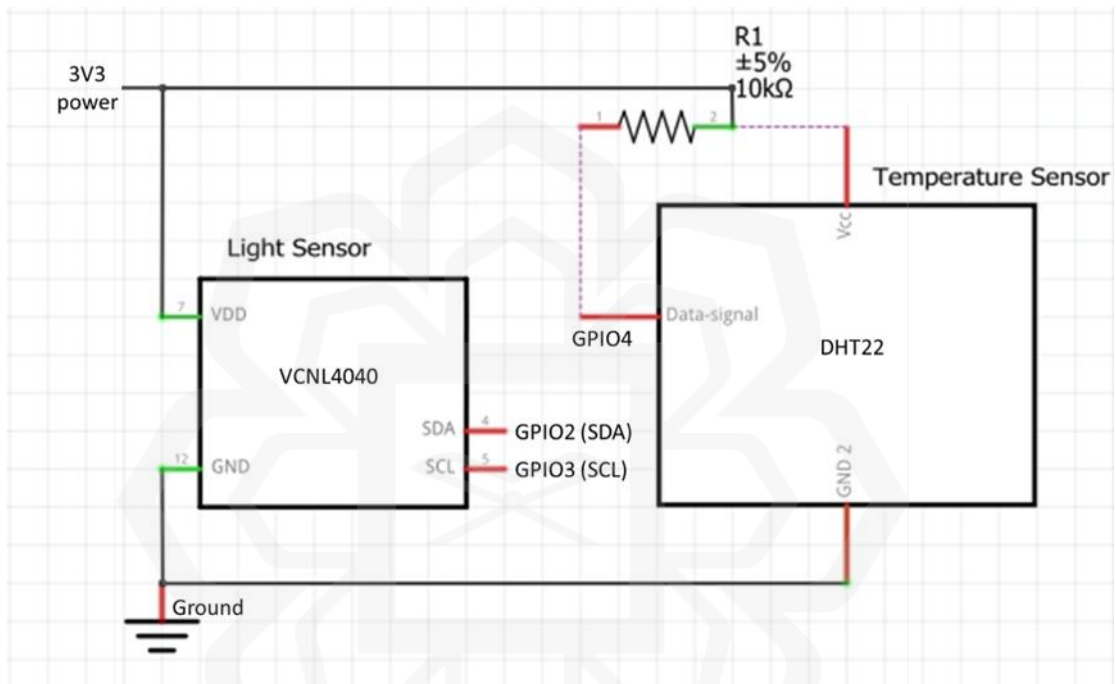 R1
±5%
10kΩ
3V3
power
1
2
Temperature Sensor
Vcc
Light Sensor
7
VDD
Data-signal
GPIO4
DHT22
VCNL4040
SDA
4
GPIO2 (SDA)
12
GND
SCL
5
GPIO3 (SCL)
GND 2
Ground